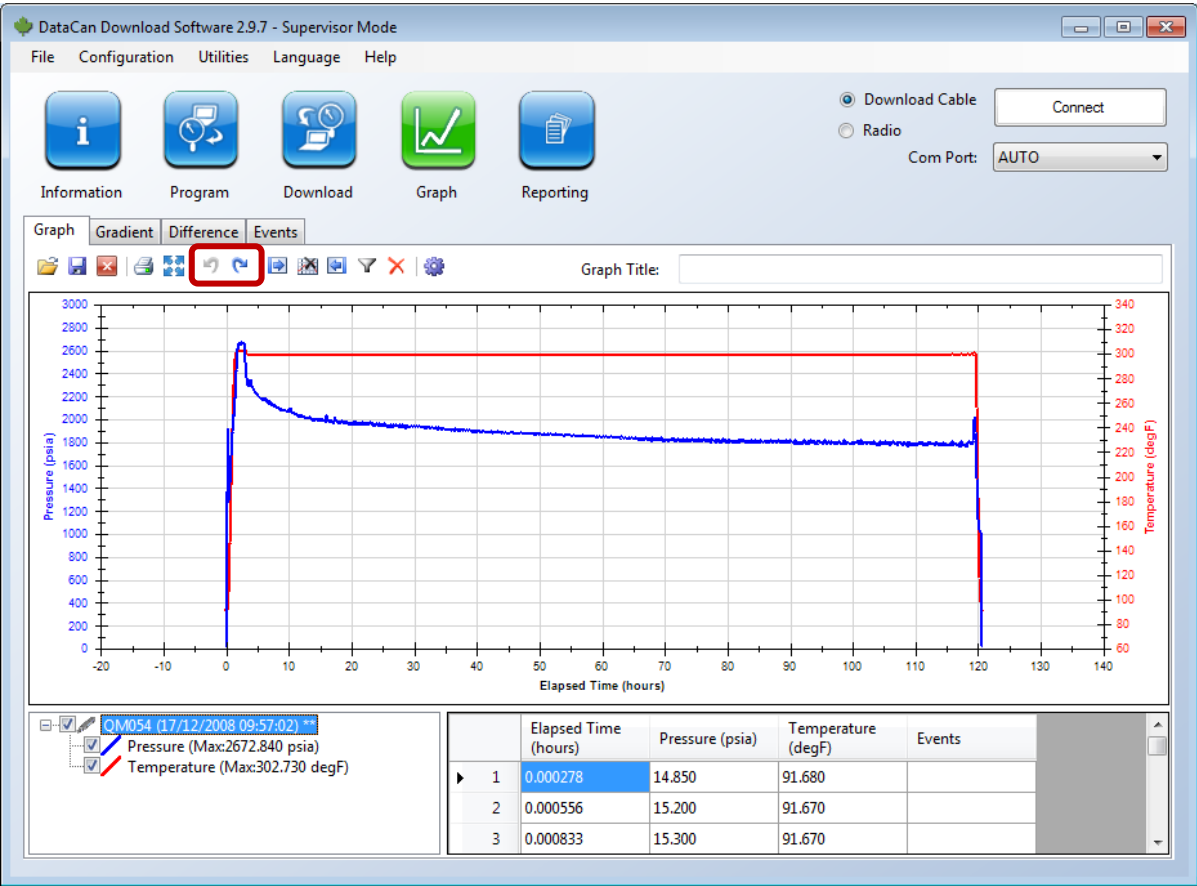 DataCan Download Software 2.9.7 - Supervisor Mode
File Configuration Utilities Language Help
Download Cable
Connect
Radio
Com Port: AUTO
Information Program Download Graph Reporting
Graph Gradient Difference Events
Graph Title:
3000
2800
2600
2400
2200
2000
1800
1600
1400
1200
1000
800
600
400
200
0
Pressure (psia)
340
320
300
280
260
240
220
200
180
160
140
120
100
80
60
Temperature (degF)
-20 -10 0 10 20 30 40 50 60 70 80 90 100 110 120 130 140
Elapsed Time (hours)
QM054 (17/12/2008 09:57:02) **
Pressure (Max:2672.840 psia)
Temperature (Max:302.730 degF)
Elapsed Time (hours) Pressure (psia) Temperature (degF) Events
1 0.000278 14.850 91.680
2 0.000556 15.200 91.670
3 0.000833 15.300 91.670